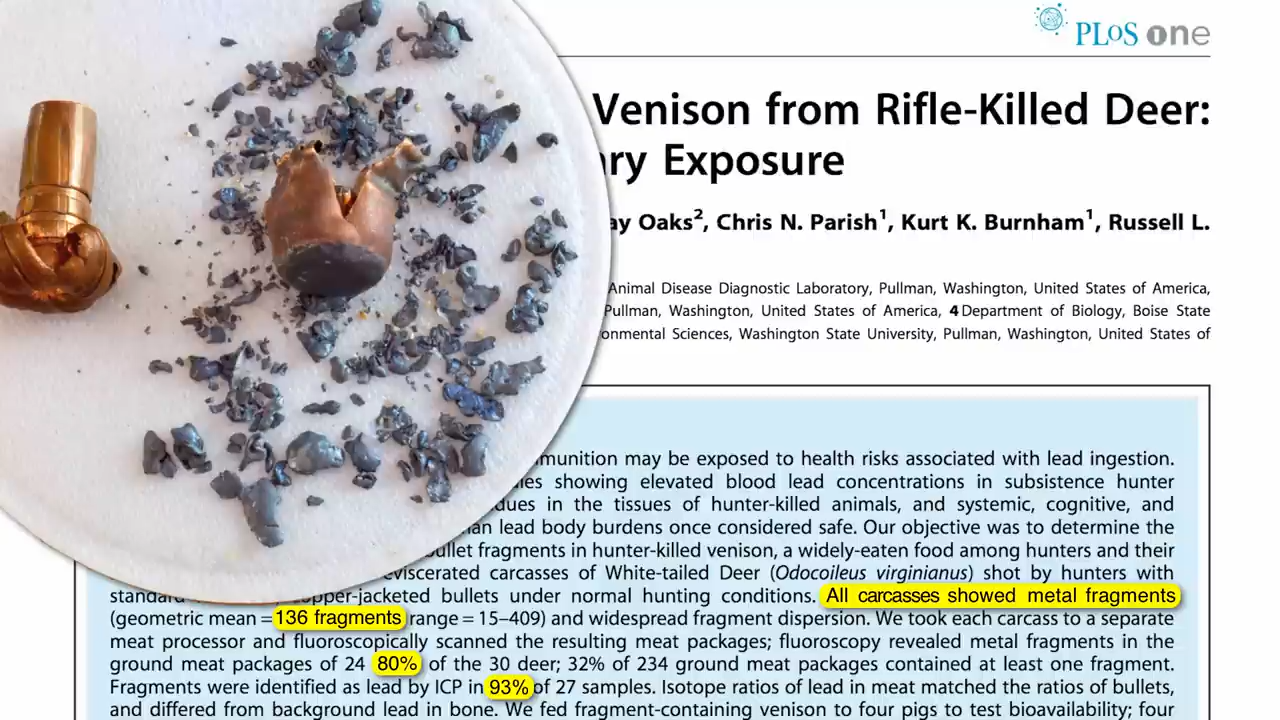 PLoS one
Venison from Rifle-Killed Deer:
ry Exposure
Oaks², Chris N. Parish¹, Kurt K. Burnham¹, Russell L.
Animal Disease Diagnostic Laboratory, Pullman, Washington, United States of America,
Pullman, Washington, United States of America, 4 Department of Biology, Boise State
onmental Sciences, Washington State University, Pullman, Washington, United States of
munition may be exposed to health risks associated with lead ingestion.
showing elevated blood lead concentrations in subsistence hunter
in the tissues of hunter-killed animals, and systemic, cognitive, and
lead body burdens once considered safe. Our objective was to determine the
bullet fragments in hunter-killed venison, a widely-eaten food among hunters and their
eviscerated carcasses of White-tailed Deer (Odocoileus virginianus) shot by hunters with
standard copper-jacketed bullets under normal hunting conditions. All carcasses showed metal fragments
(geometric mean = 136 fragments range = 15–409) and widespread fragment dispersion. We took each carcass to a separate
meat processor and fluoroscopically scanned the resulting meat packages; fluoroscopy revealed metal fragments in the
ground meat packages of 24 80% of the 30 deer; 32% of 234 ground meat packages contained at least one fragment.
Fragments were identified as lead by ICP in 93% of 27 samples. Isotope ratios of lead in meat matched the ratios of bullets,
and differed from background lead in bone. We fed fragment-containing venison to four pigs to test bioavailability; four